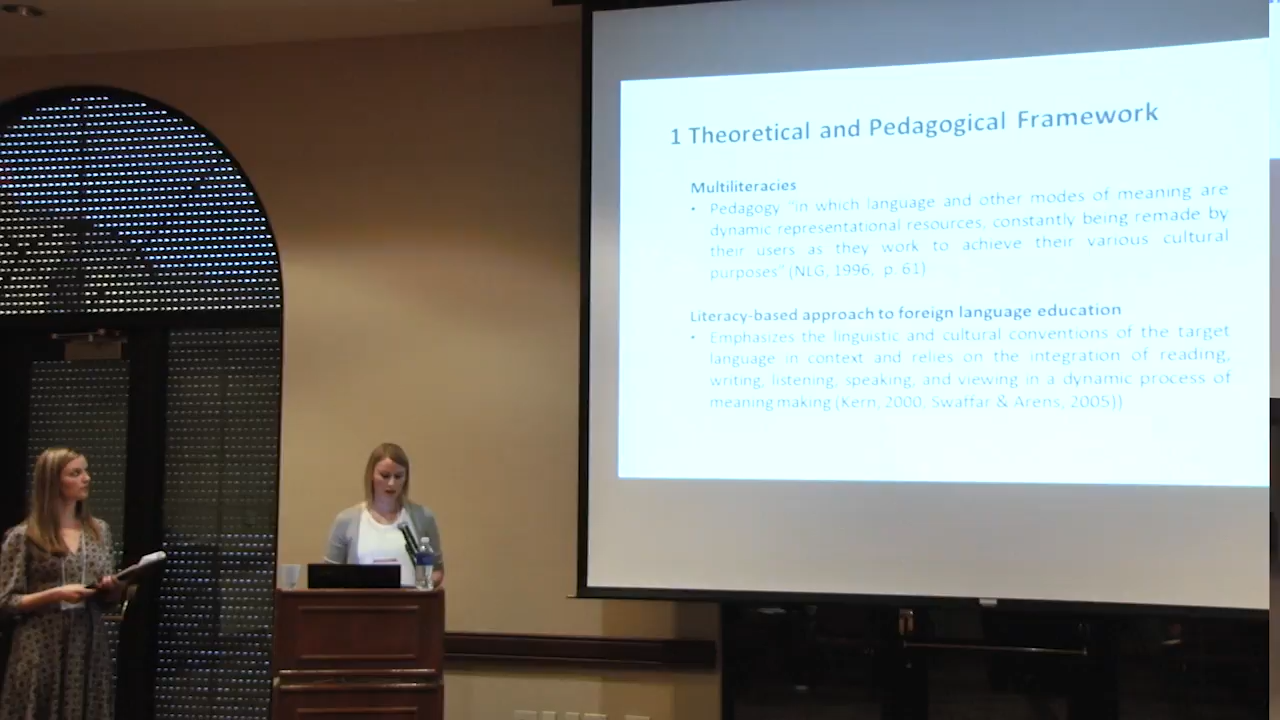 1 Theoretical and Pedagogical Framework
Multiliteracies
• Pedagogy "in which language and other modes of meaning are
dynamic representational resources, constantly being remade by
their users as they work to achieve their various cultural
purposes" (NLG, 1996, p. 61)
Literacy-based approach to foreign language education
• Emphasizes the linguistic and cultural conventions of the target
language in context and relies on the integration of reading,
writing, listening, speaking, and viewing in a dynamic process of
meaning making (Kern, 2000, Swaffar & Arens, 2005))